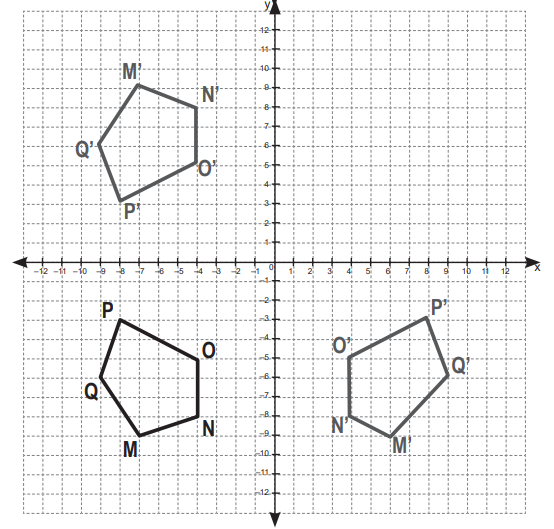 y
12
11
10
9
8
7
6
5
4
3
2
1
0
–12 –11 –10 –9 –8 –7 –6 –5 –4 –3 –2 –1 1 2 3 4 5 6 7 8 9 10 11 12 x
–1
–2
–3
–4
–5
–6
–7
–8
–9
–10
–11
–12
M'
N'
Q'
O'
P'
P
O
Q
N
M
P'
O'
Q'
N'
M'